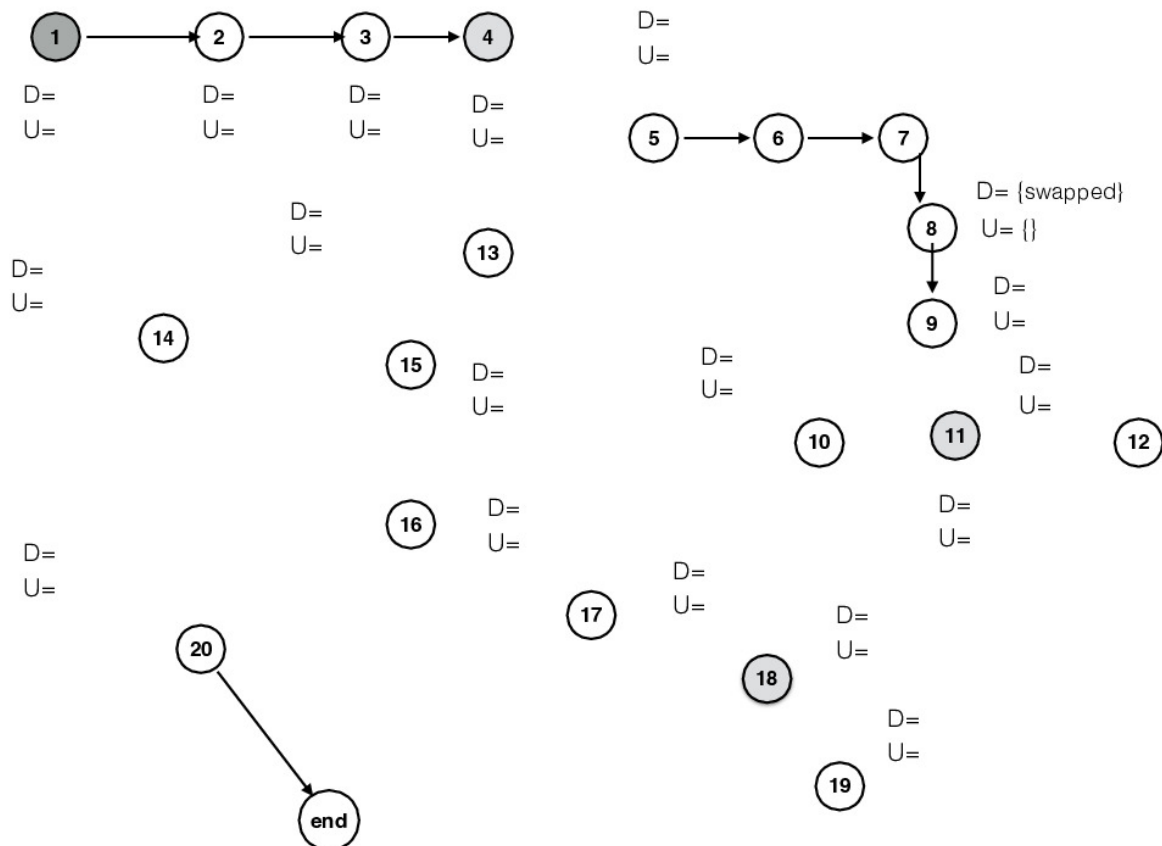 1 2 3 4
D= D= D= D=
U= U= U= U=
D=
U=
5 6 7
D= {swapped}
8 U= {}
D=
9 U=
D=
U= 13
D=
U=
14
15
D=
U=
D=
U=
D=
U=
10 11 12
D=
U=
16
D=
U=
D=
U=
D=
U=
17
D=
U=
18
20
D=
U=
19
end